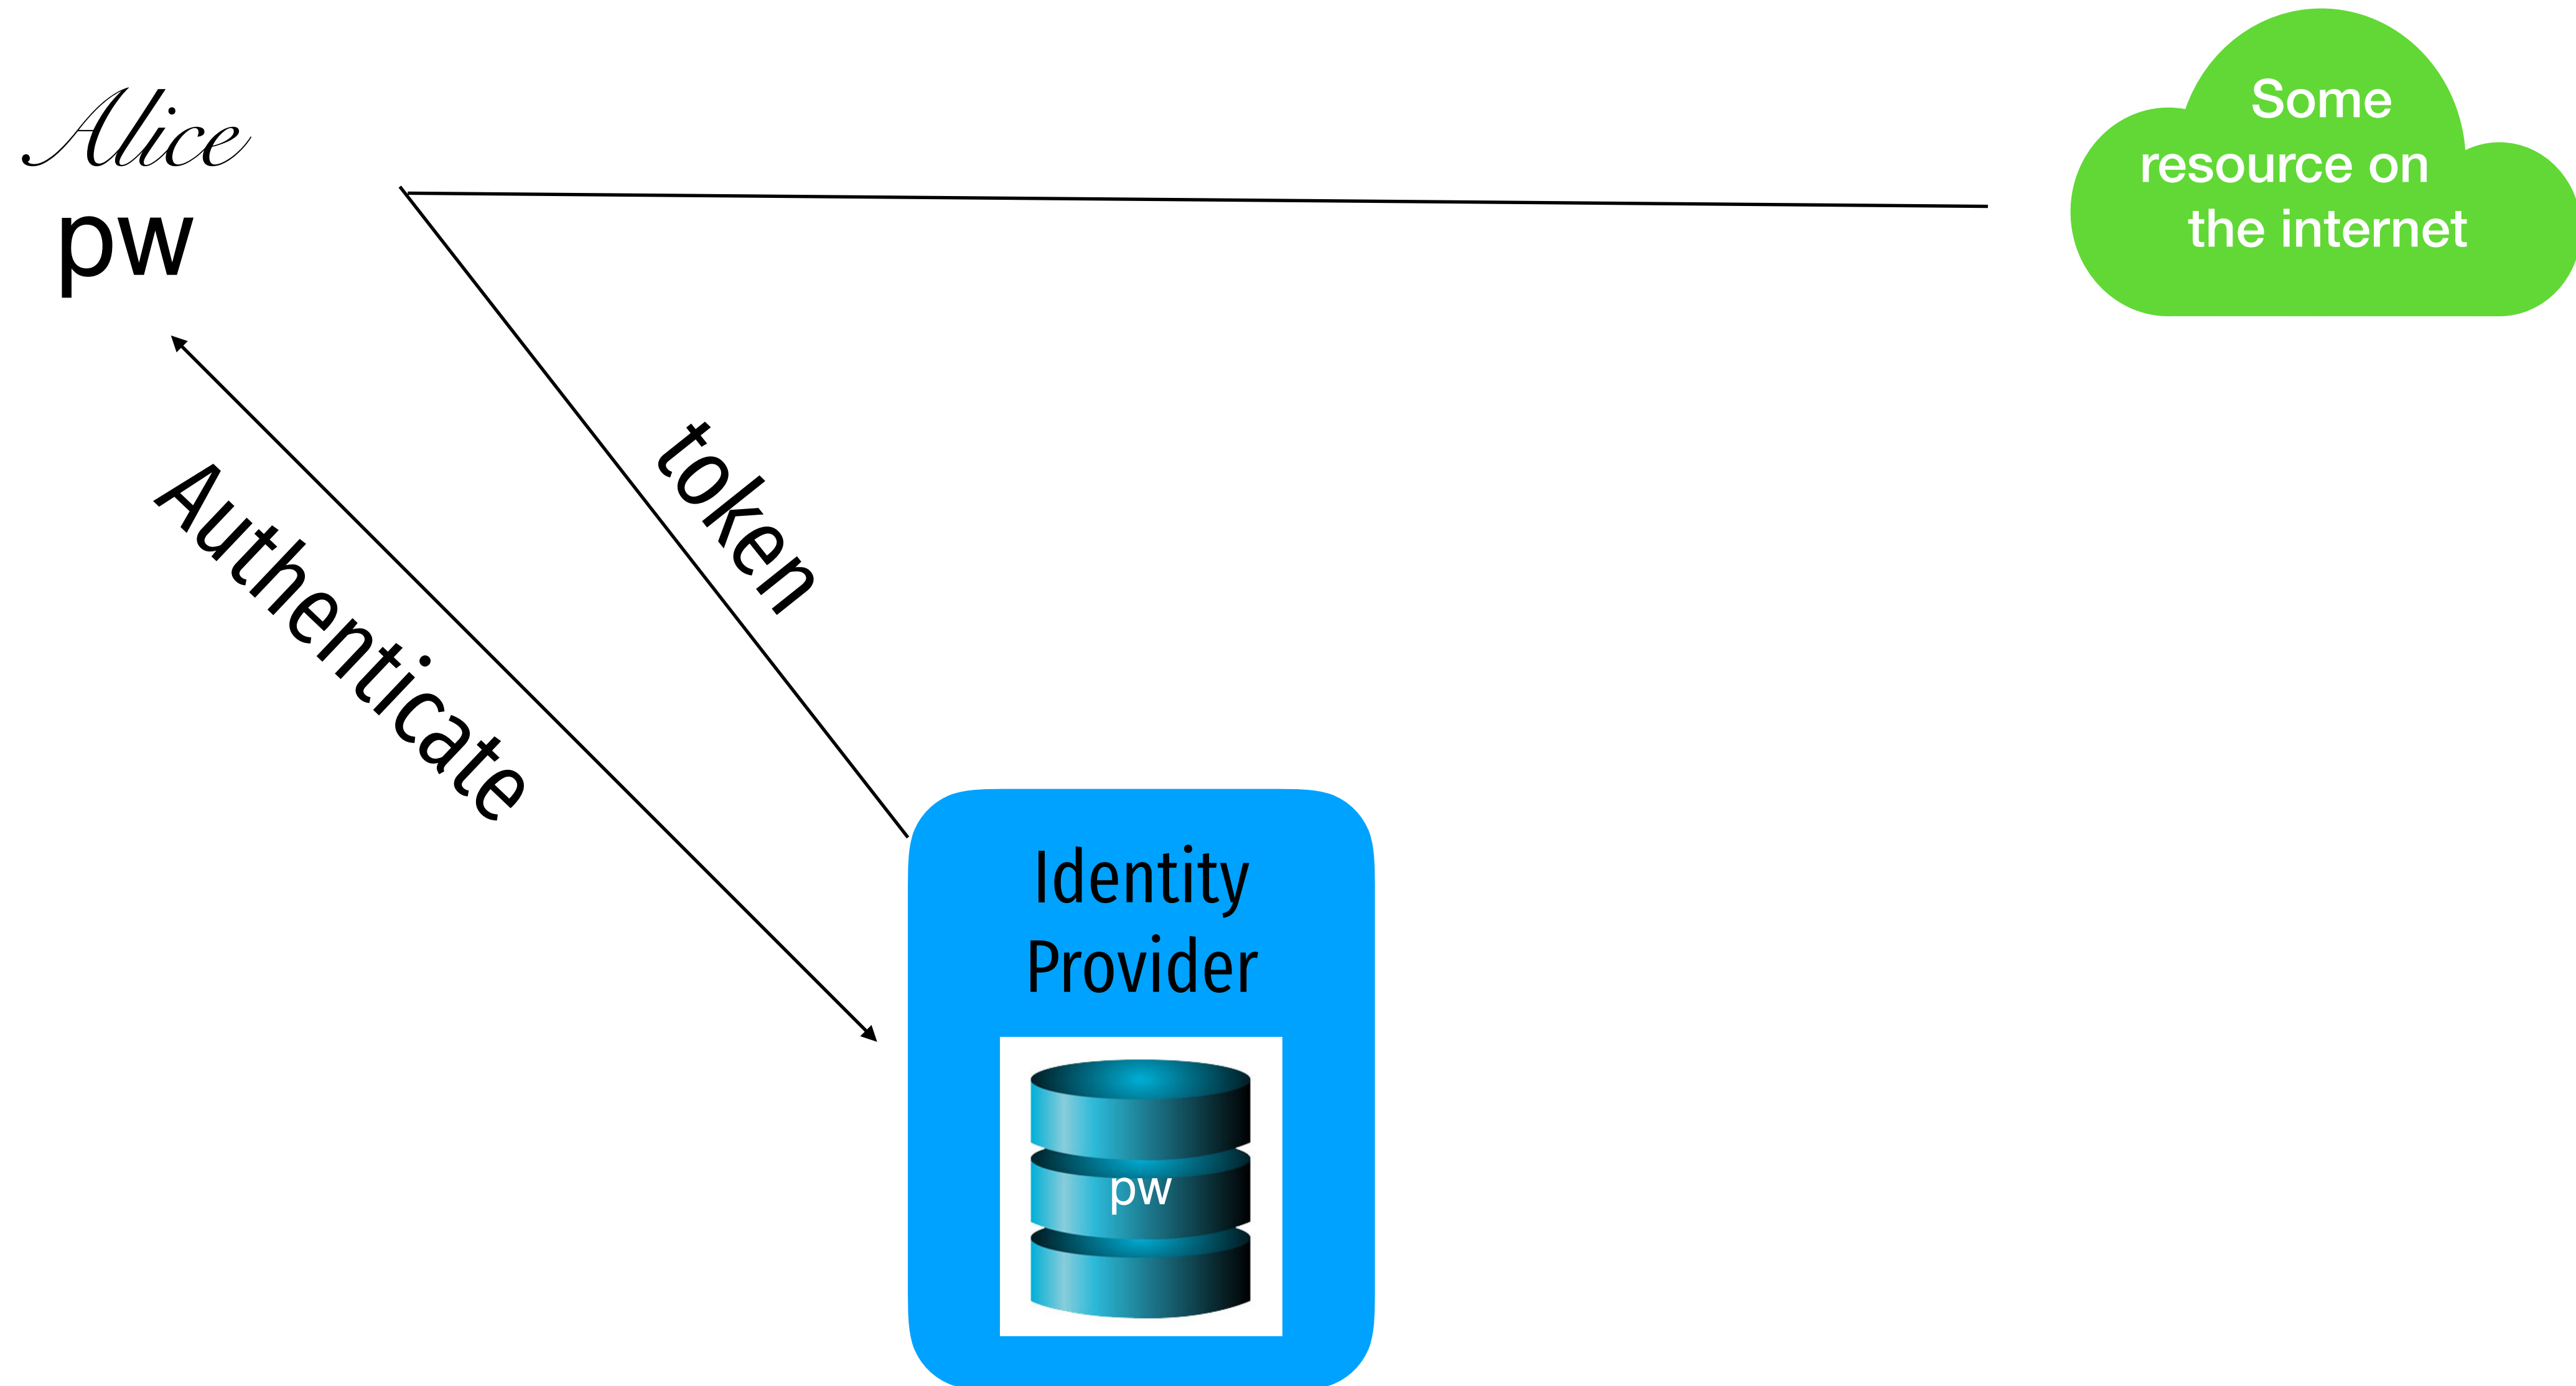 Alice
pw
Some
resource on
the internet
token
Authenticate
Identity
Provider
pw